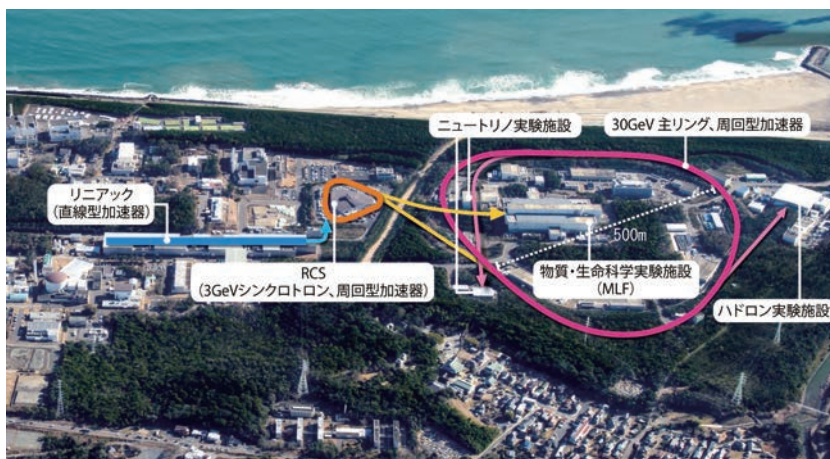 ニュートリノ実験施設
30GeV 主リング、周回型加速器
リニアック
(直線型加速器)
500m
RCS
(3GeVシンクロトロン、周回型加速器)
物質・生命科学実験施設
(MLF)
ハドロン実験施設